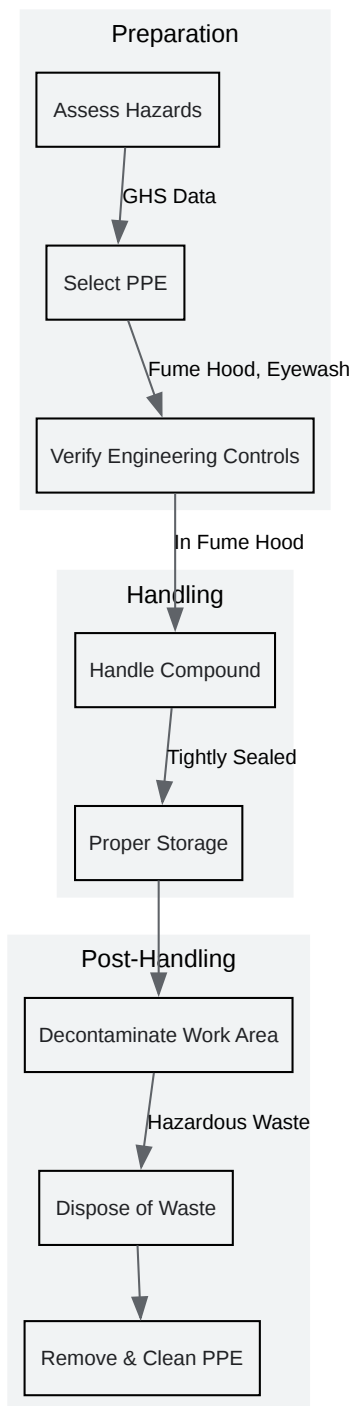 Preparation
Assess Hazards
GHS Data
Select PPE
Fume Hood, Eyewash
Verify Engineering Controls
In Fume Hood
Handling
Handle Compound
Tightly Sealed
Proper Storage
Post-Handling
Decontaminate Work Area
Hazardous Waste
Dispose of Waste
Remove & Clean PPE